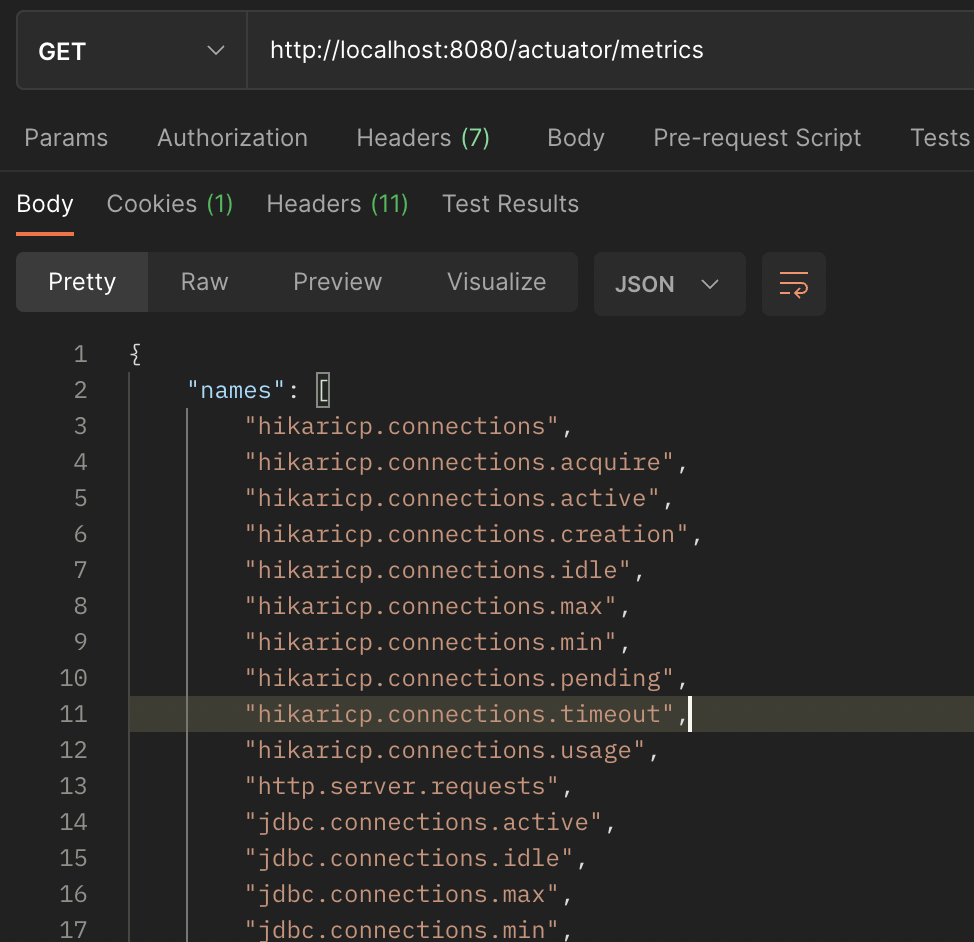 GET http://localhost:8080/actuator/metrics
Params Authorization Headers (7) Body Pre-request Script Tests
Body Cookies (1) Headers (11) Test Results
Pretty Raw Preview Visualize JSON
1 {
2 "names": [
3 "hikaricp.connections",
4 "hikaricp.connections.acquire",
5 "hikaricp.connections.active",
6 "hikaricp.connections.creation",
7 "hikaricp.connections.idle",
8 "hikaricp.connections.max",
9 "hikaricp.connections.min",
10 "hikaricp.connections.pending",
11 "hikaricp.connections.timeout",
12 "hikaricp.connections.usage",
13 "http.server.requests",
14 "jdbc.connections.active",
15 "jdbc.connections.idle",
16 "jdbc.connections.max",
17 "jdbc.connections.min",